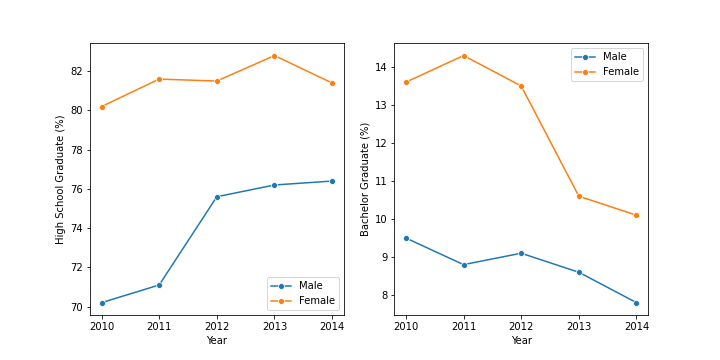 High School Graduate (%)
82
80
78
76
74
72
70
2010 2011 2012 2013 2014
Year
Male
Female
Bachelor Graduate (%)
14
13
12
11
10
9
8
2010 2011 2012 2013 2014
Year
Male
Female